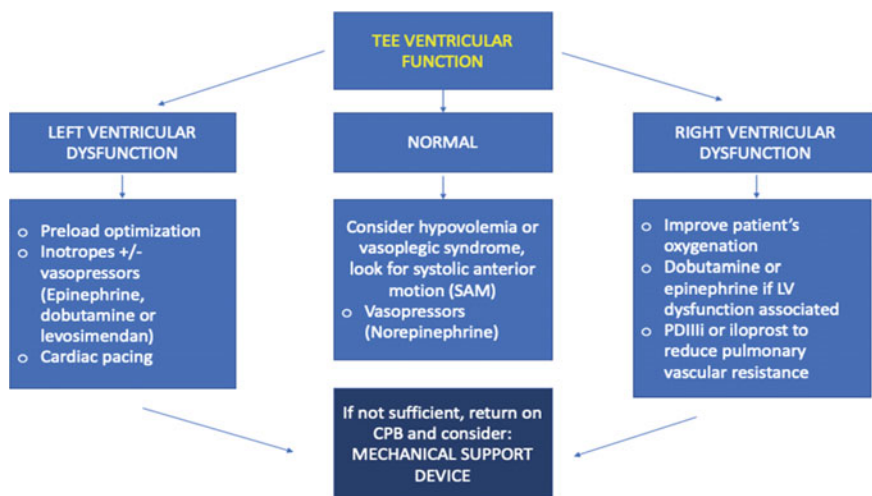 TEE VENTRICULAR
FUNCTION
LEFT VENTRICULAR
DYSFUNCTION
NORMAL
RIGHT VENTRICULAR
DYSFUNCTION
o Preload optimization
o Inotropes +/-
vasopressors
(Epinephrine,
dobutamine or
levosimendan)
o Cardiac pacing
Consider hypovolemia or
vasoplegic syndrome,
look for systolic anterior
motion (SAM)
o Vasopressors
(Norepinephrine)
o Improve patient's
oxygenation
o Dobutamine or
epinephrine if LV
dysfunction associated
o PDIIIi or iloprost to
reduce pulmonary
vascular resistance
If not sufficient, return on
CPB and consider:
MECHANICAL SUPPORT
DEVICE